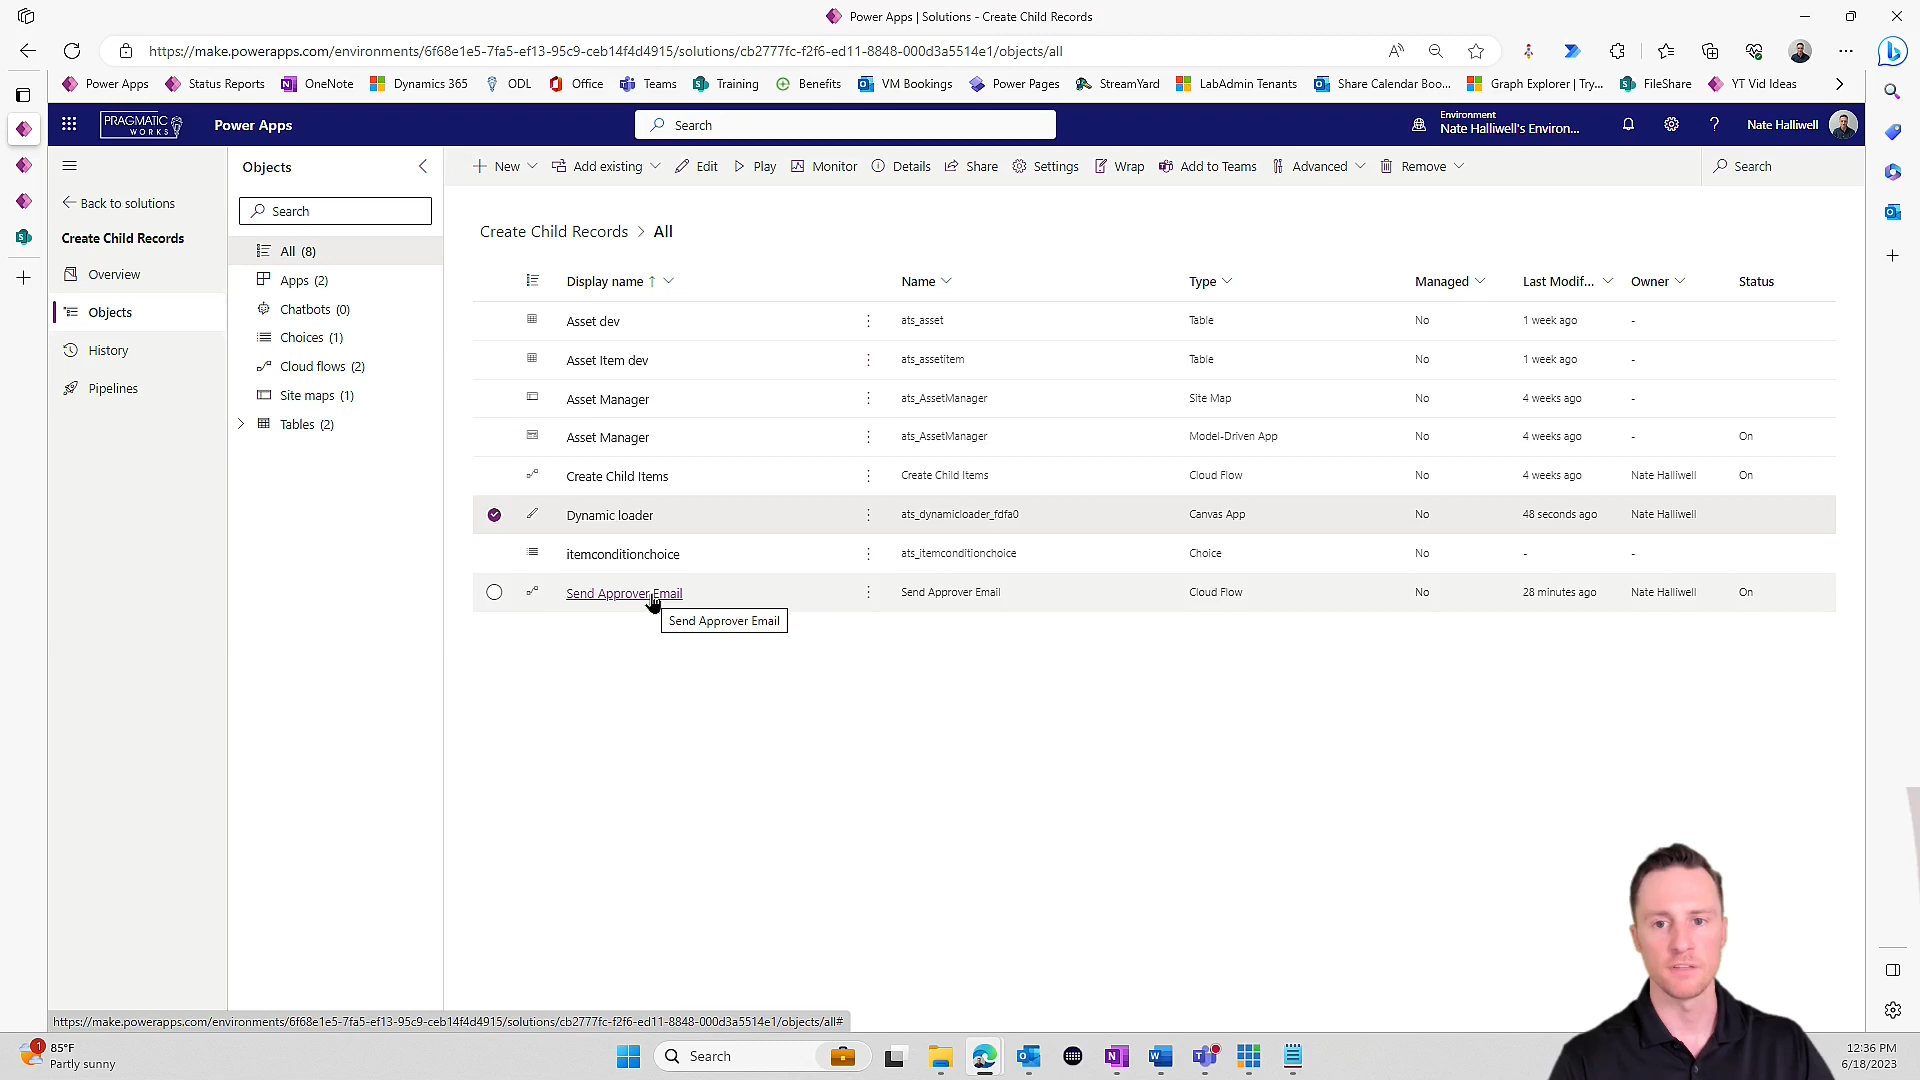 Power Apps | Solutions - Create Child Records
https://make.powerapps.com/environments/6f68e1e5-7fa5-ef13-95c9-ceb14f4d4915/solutions/cb2777fc-f2f6-ed11-8848-000d3a5514e1/objects/all
Power Apps Status Reports OneNote Dynamics 365 ODL Office Teams Training Benefits VM Bookings Power Pages StreamYard LabAdmin Tenants Share Calendar Boo... Graph Explorer | Try... FileShare YT Vid Ideas
PRAGMATIC WORKS Power Apps Search Environment Nate Halliwell's Environ... ? Nate Halliwell
Objects
New Add existing Edit Play Monitor Details Share Settings Wrap Add to Teams Advanced Remove Search
Back to solutions
Create Child Records
Overview
Objects
History
Pipelines
Search
All (8)
Apps (2)
Chatbots (0)
Choices (1)
Cloud flows (2)
Site maps (1)
Tables (2)
Create Child Records > All
Display name ↑ Name Type Managed Last Modif... Owner Status
Asset dev ats_asset Table No 1 week ago -
Asset Item dev ats_assetitem Table No 1 week ago -
Asset Manager ats_AssetManager Site Map No 4 weeks ago -
Asset Manager ats_AssetManager Model-Driven App No 4 weeks ago - On
Create Child Items Create Child Items Cloud Flow No 4 weeks ago Nate Halliwell On
Dynamic loader ats_dynamicloader_fdfa0 Canvas App No 48 seconds ago Nate Halliwell
itemconditionchoice ats_itemconditionchoice Choice No - -
Send Approver Email Send Approver Email Cloud Flow No 28 minutes ago Nate Halliwell On
Send Approver Email
https://make.powerapps.com/environments/6f68e1e5-7fa5-ef13-95c9-ceb14f4d4915/solutions/cb2777fc-f2f6-ed11-8848-000d3a5514e1/objects/all#
1
85°F
Partly sunny
Search
12:36 PM
6/18/2023